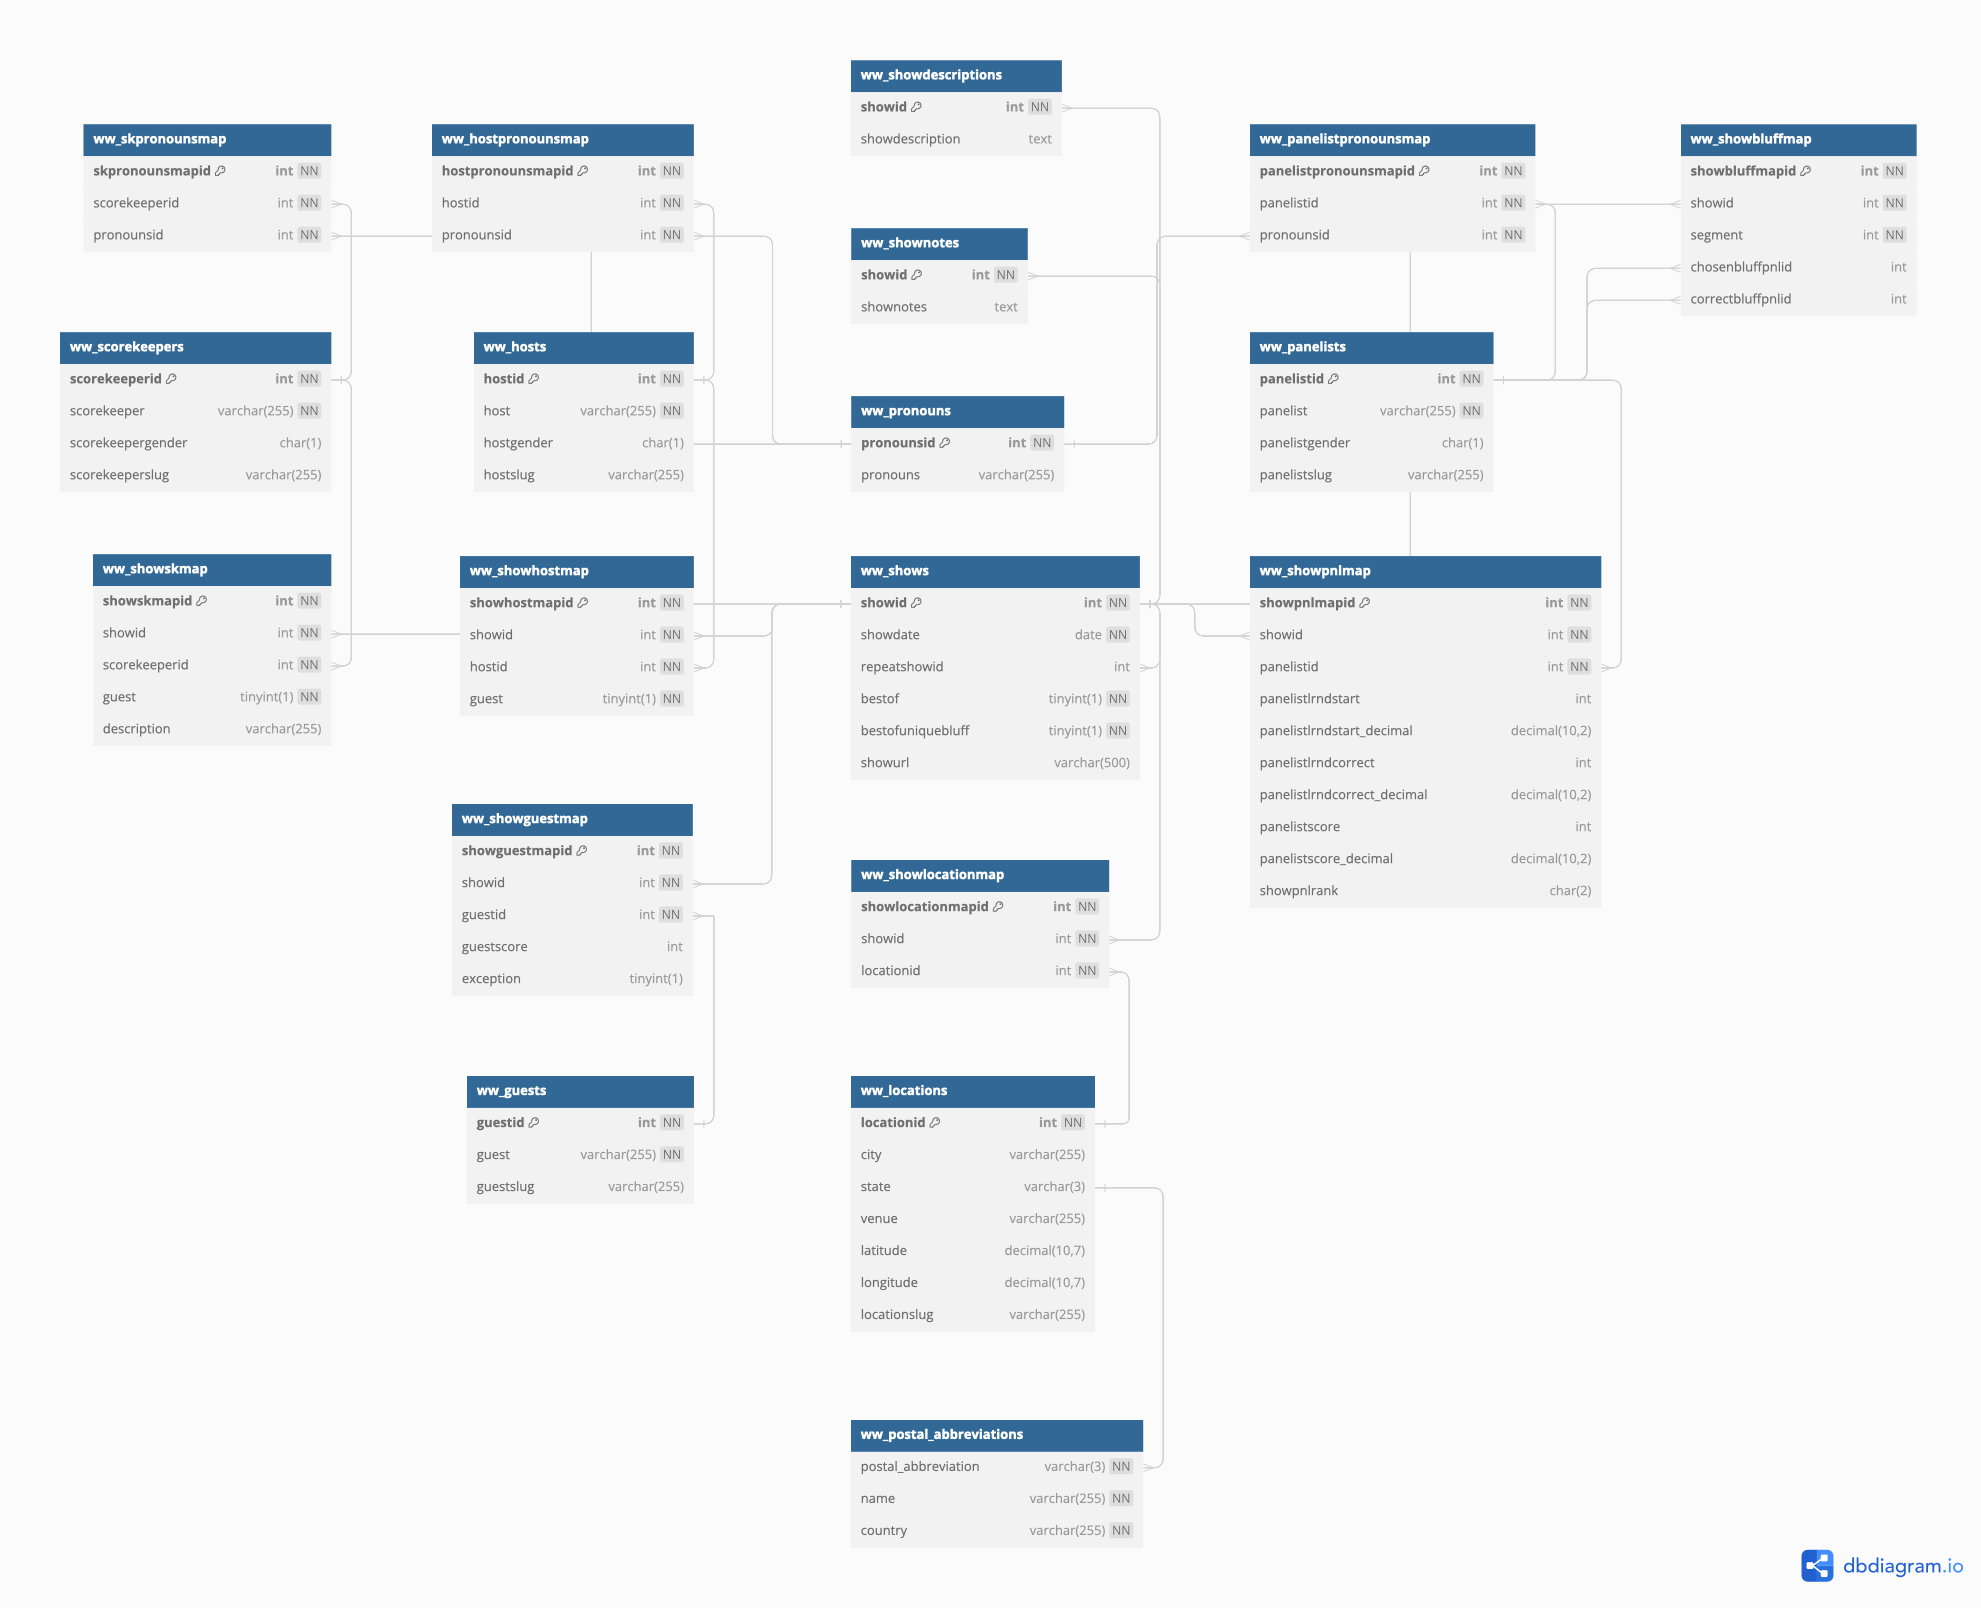 ww_showdescriptions
showid int NN
showdescription text
ww_skpronounsmap
skpronounsmapid int NN
scorekeeperid int NN
pronounsid int NN
ww_hostpronounsmap
hostpronounsmapid int NN
hostid int NN
pronounsid int NN
ww_panelistpronounsmap
panelistpronounsmapid int NN
panelistid int NN
pronounsid int NN
ww_showbluffmap
showbluffmapid int NN
showid int NN
segment int NN
chosenbluffpnlid int
correctbluffpnlid int
ww_shownotes
showid int NN
shownotes text
ww_scorekeepers
scorekeeperid int NN
scorekeeper varchar(255) NN
scorekeepergender char(1)
scorekeeperslug varchar(255)
ww_hosts
hostid int NN
host varchar(255) NN
hostgender char(1)
hostslug varchar(255)
ww_pronouns
pronounsid int NN
pronouns varchar(255)
ww_panelists
panelistid int NN
panelist varchar(255) NN
panelistgender char(1)
panelistslug varchar(255)
ww_showskmap
showskmapid int NN
showid int NN
scorekeeperid int NN
guest tinyint(1) NN
description varchar(255)
ww_showhostmap
showhostmapid int NN
showid int NN
hostid int NN
guest tinyint(1) NN
ww_shows
showid int NN
showdate date NN
repeatshowid int
bestof tinyint(1) NN
bestofuniquebluff tinyint(1) NN
showurl varchar(500)
ww_showpnlmap
showpnlmapid int NN
showid int NN
panelistid int NN
panelistlrndstart int
panelistlrndstart_decimal decimal(10,2)
panelistlrndcorrect int
panelistlrndcorrect_decimal decimal(10,2)
panelistscore int
panelistscore_decimal decimal(10,2)
showpnlrank char(2)
ww_showguestmap
showguestmapid int NN
showid int NN
guestid int NN
guestscore int
exception tinyint(1)
ww_showlocationmap
showlocationmapid int NN
showid int NN
locationid int NN
ww_guests
guestid int NN
guest varchar(255) NN
guestslug varchar(255)
ww_locations
locationid int NN
city varchar(255)
state varchar(3)
venue varchar(255)
latitude decimal(10,7)
longitude decimal(10,7)
locationslug varchar(255)
ww_postal_abbreviations
postal_abbreviation varchar(3) NN
name varchar(255) NN
country varchar(255) NN
dbdiagram.io